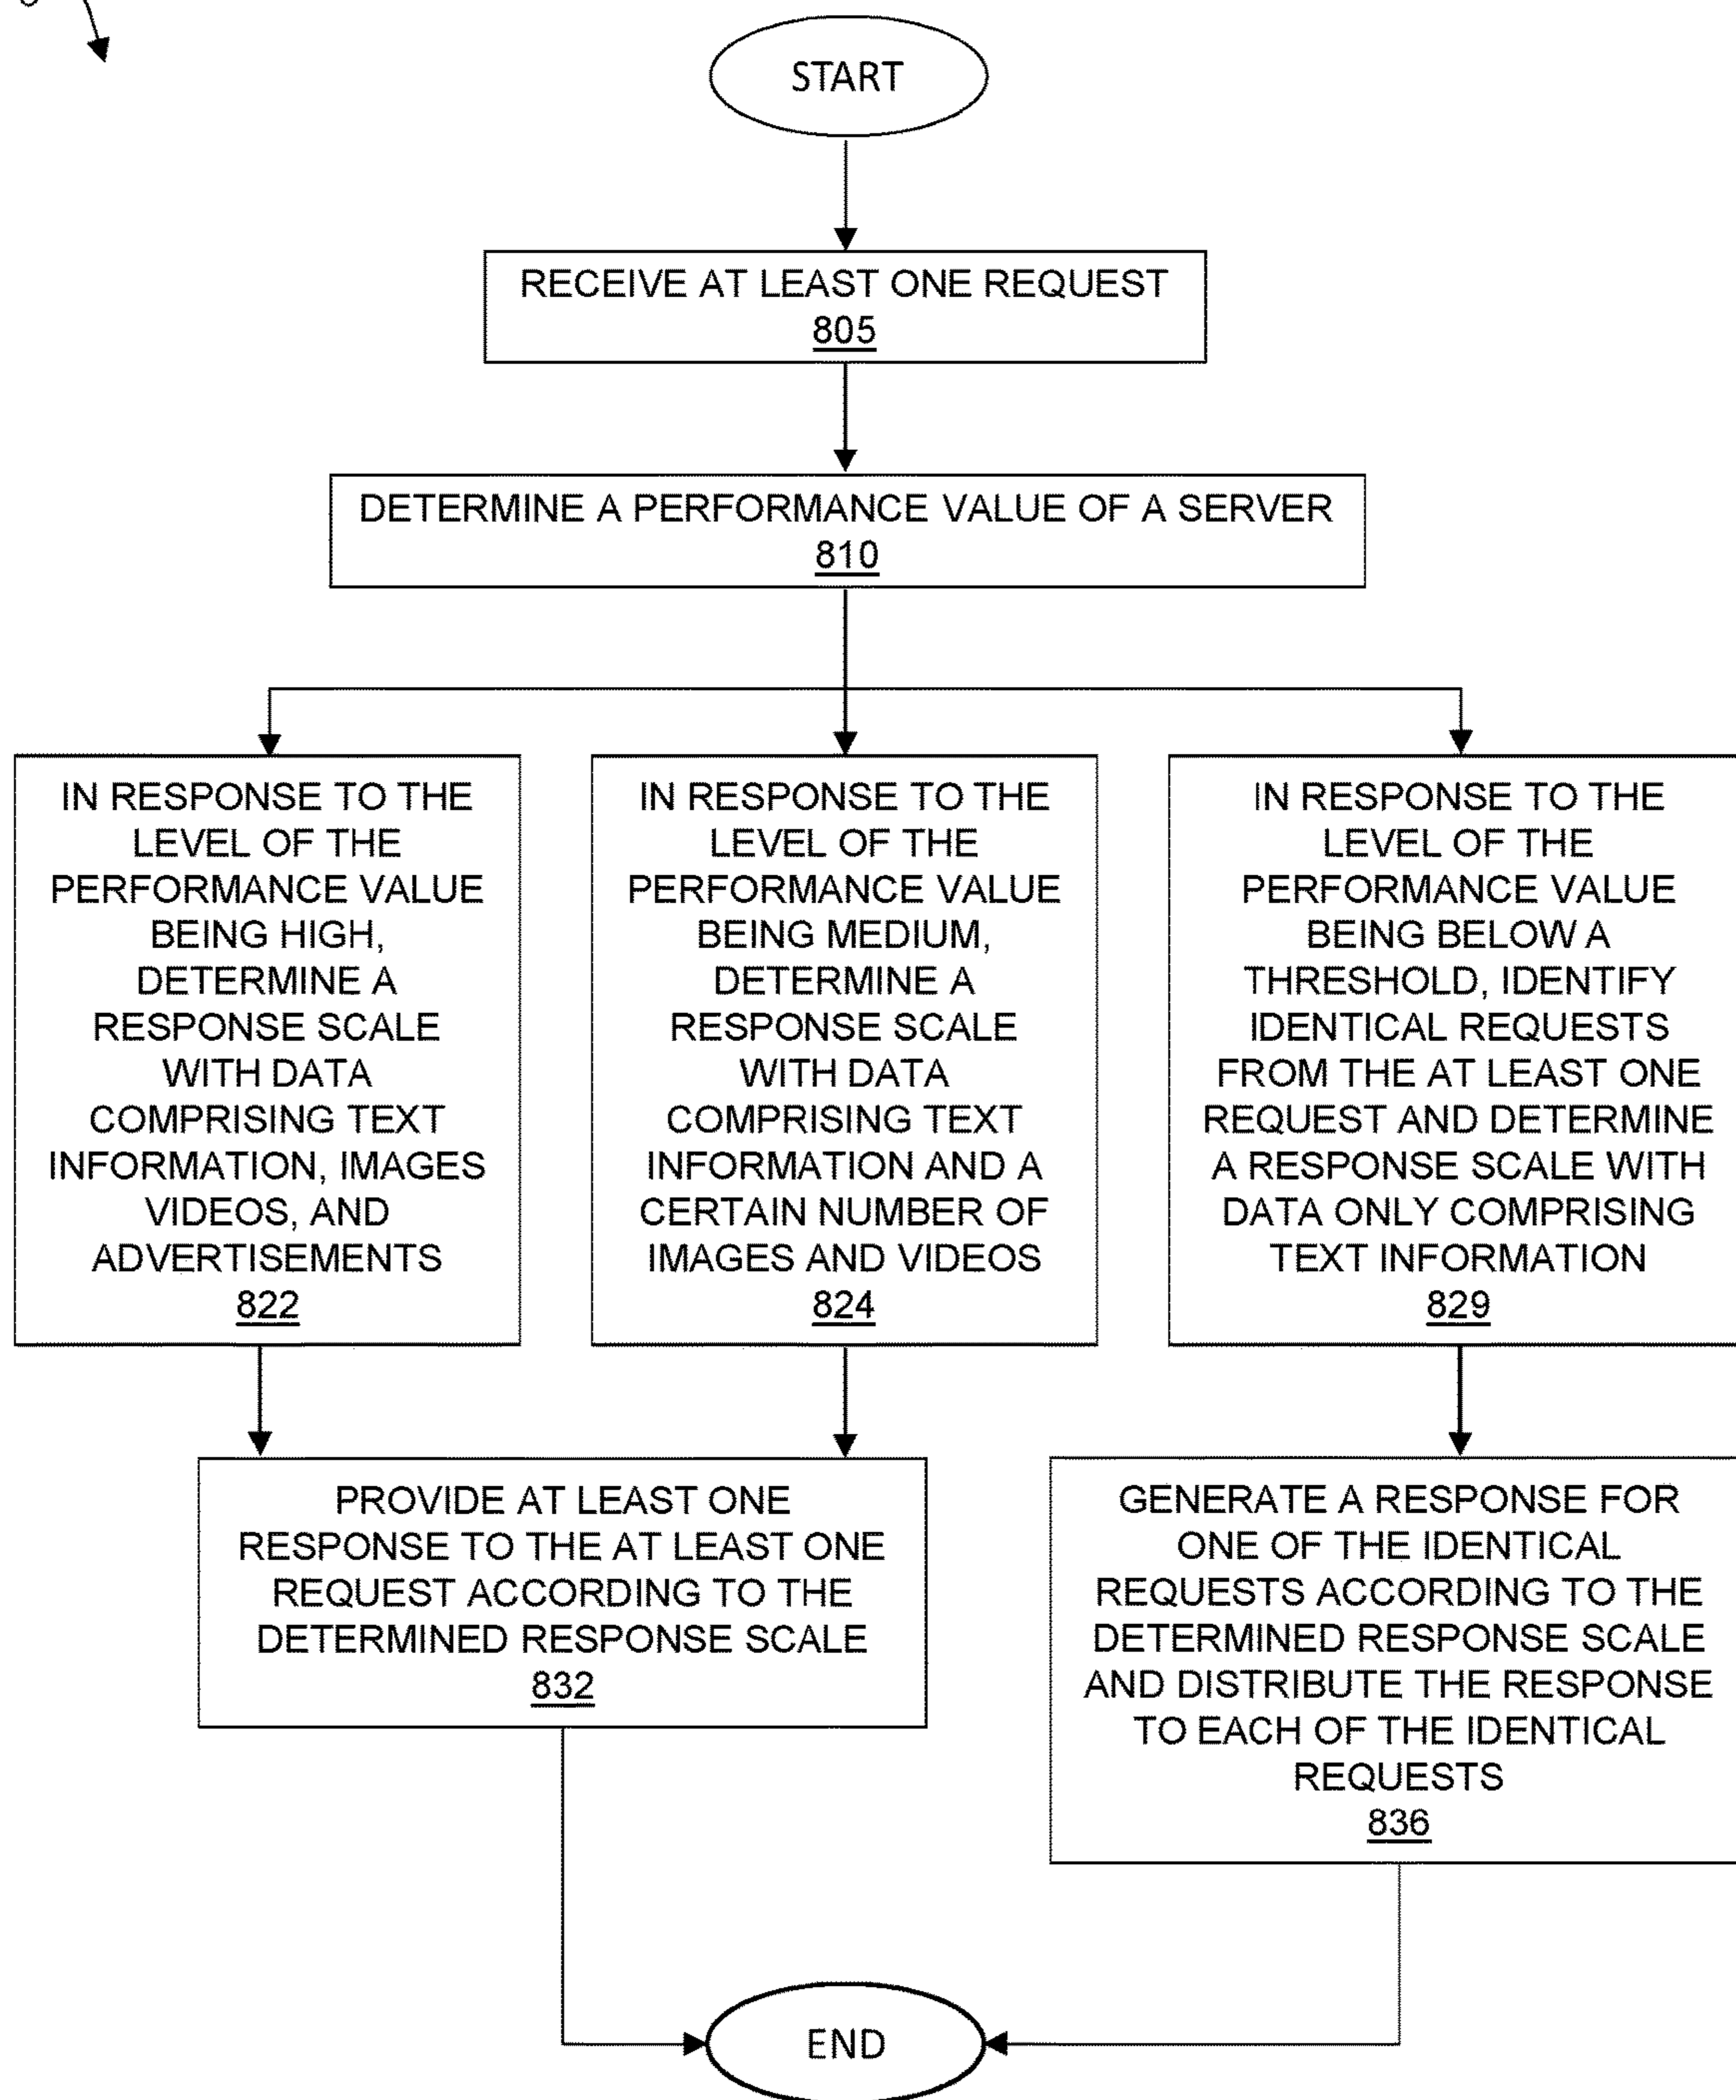 START
RECEIVE AT LEAST ONE REQUEST
805
DETERMINE A PERFORMANCE VALUE OF A SERVER
810
IN RESPONSE TO THE
LEVEL OF THE
PERFORMANCE VALUE
BEING HIGH,
DETERMINE A
RESPONSE SCALE
WITH DATA
COMPRISING TEXT
INFORMATION, IMAGES
VIDEOS, AND
ADVERTISEMENTS
822
IN RESPONSE TO THE
LEVEL OF THE
PERFORMANCE VALUE
BEING MEDIUM,
DETERMINE A
RESPONSE SCALE
WITH DATA
COMPRISING TEXT
INFORMATION AND A
CERTAIN NUMBER OF
IMAGES AND VIDEOS
824
IN RESPONSE TO THE
LEVEL OF THE
PERFORMANCE VALUE
BEING BELOW A
THRESHOLD, IDENTIFY
IDENTICAL REQUESTS
FROM THE AT LEAST ONE
REQUEST AND DETERMINE
A RESPONSE SCALE WITH
DATA ONLY COMPRISING
TEXT INFORMATION
829
PROVIDE AT LEAST ONE
RESPONSE TO THE AT LEAST ONE
REQUEST ACCORDING TO THE
DETERMINED RESPONSE SCALE
832
GENERATE A RESPONSE FOR
ONE OF THE IDENTICAL
REQUESTS ACCORDING TO THE
DETERMINED RESPONSE SCALE
AND DISTRIBUTE THE RESPONSE
TO EACH OF THE IDENTICAL
REQUESTS
836
END